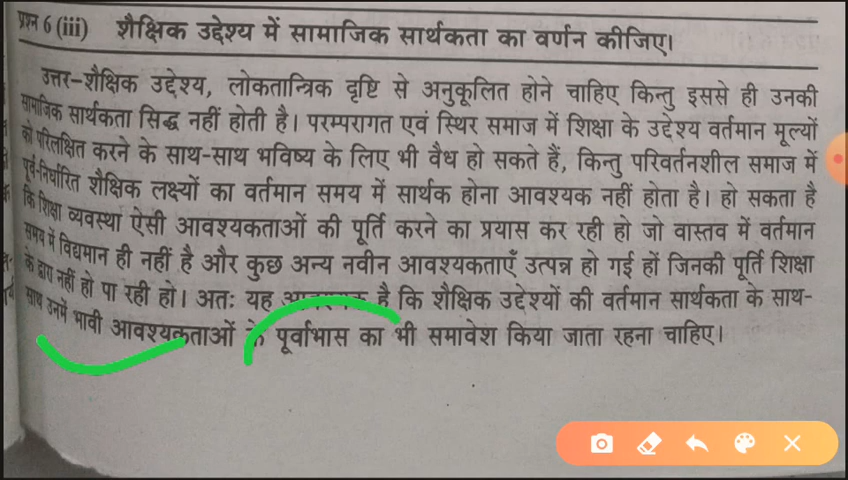 प्रश्न 6 (iii) शैक्षिक उद्देश्य में सामाजिक सार्थकता का वर्णन कीजिए।
उत्तर–शैक्षिक उद्देश्य, लोकतान्त्रिक दृष्टि से अनुकूलित होने चाहिए किन्तु इससे ही उनकी
सामाजिक सार्थकता सिद्ध नहीं होती है। परम्परागत एवं स्थिर समाज में शिक्षा के उद्देश्य वर्तमान मूल्यों
को परिलक्षित करने के साथ-साथ भविष्य के लिए भी वैध हो सकते हैं, किन्तु परिवर्तनशील समाज में
पूर्व-निर्धारित शैक्षिक लक्ष्यों का वर्तमान समय में सार्थक होना आवश्यक नहीं होता है। हो सकता है
कि शिक्षा व्यवस्था ऐसी आवश्यकताओं की पूर्ति करने का प्रयास कर रही हो जो वास्तव में वर्तमान
समय में विद्यमान ही नहीं है और कुछ अन्य नवीन आवश्यकताएँ उत्पन्न हो गई हों जिनकी पूर्ति शिक्षा
के द्वारा नहीं हो पा रही हो। अतः यह आवश्यक है कि शैक्षिक उद्देश्यों की वर्तमान सार्थकता के साथ-
साथ उनमें भावी आवश्यकताओं के पूर्वाभास का भी समावेश किया जाता रहना चाहिए।